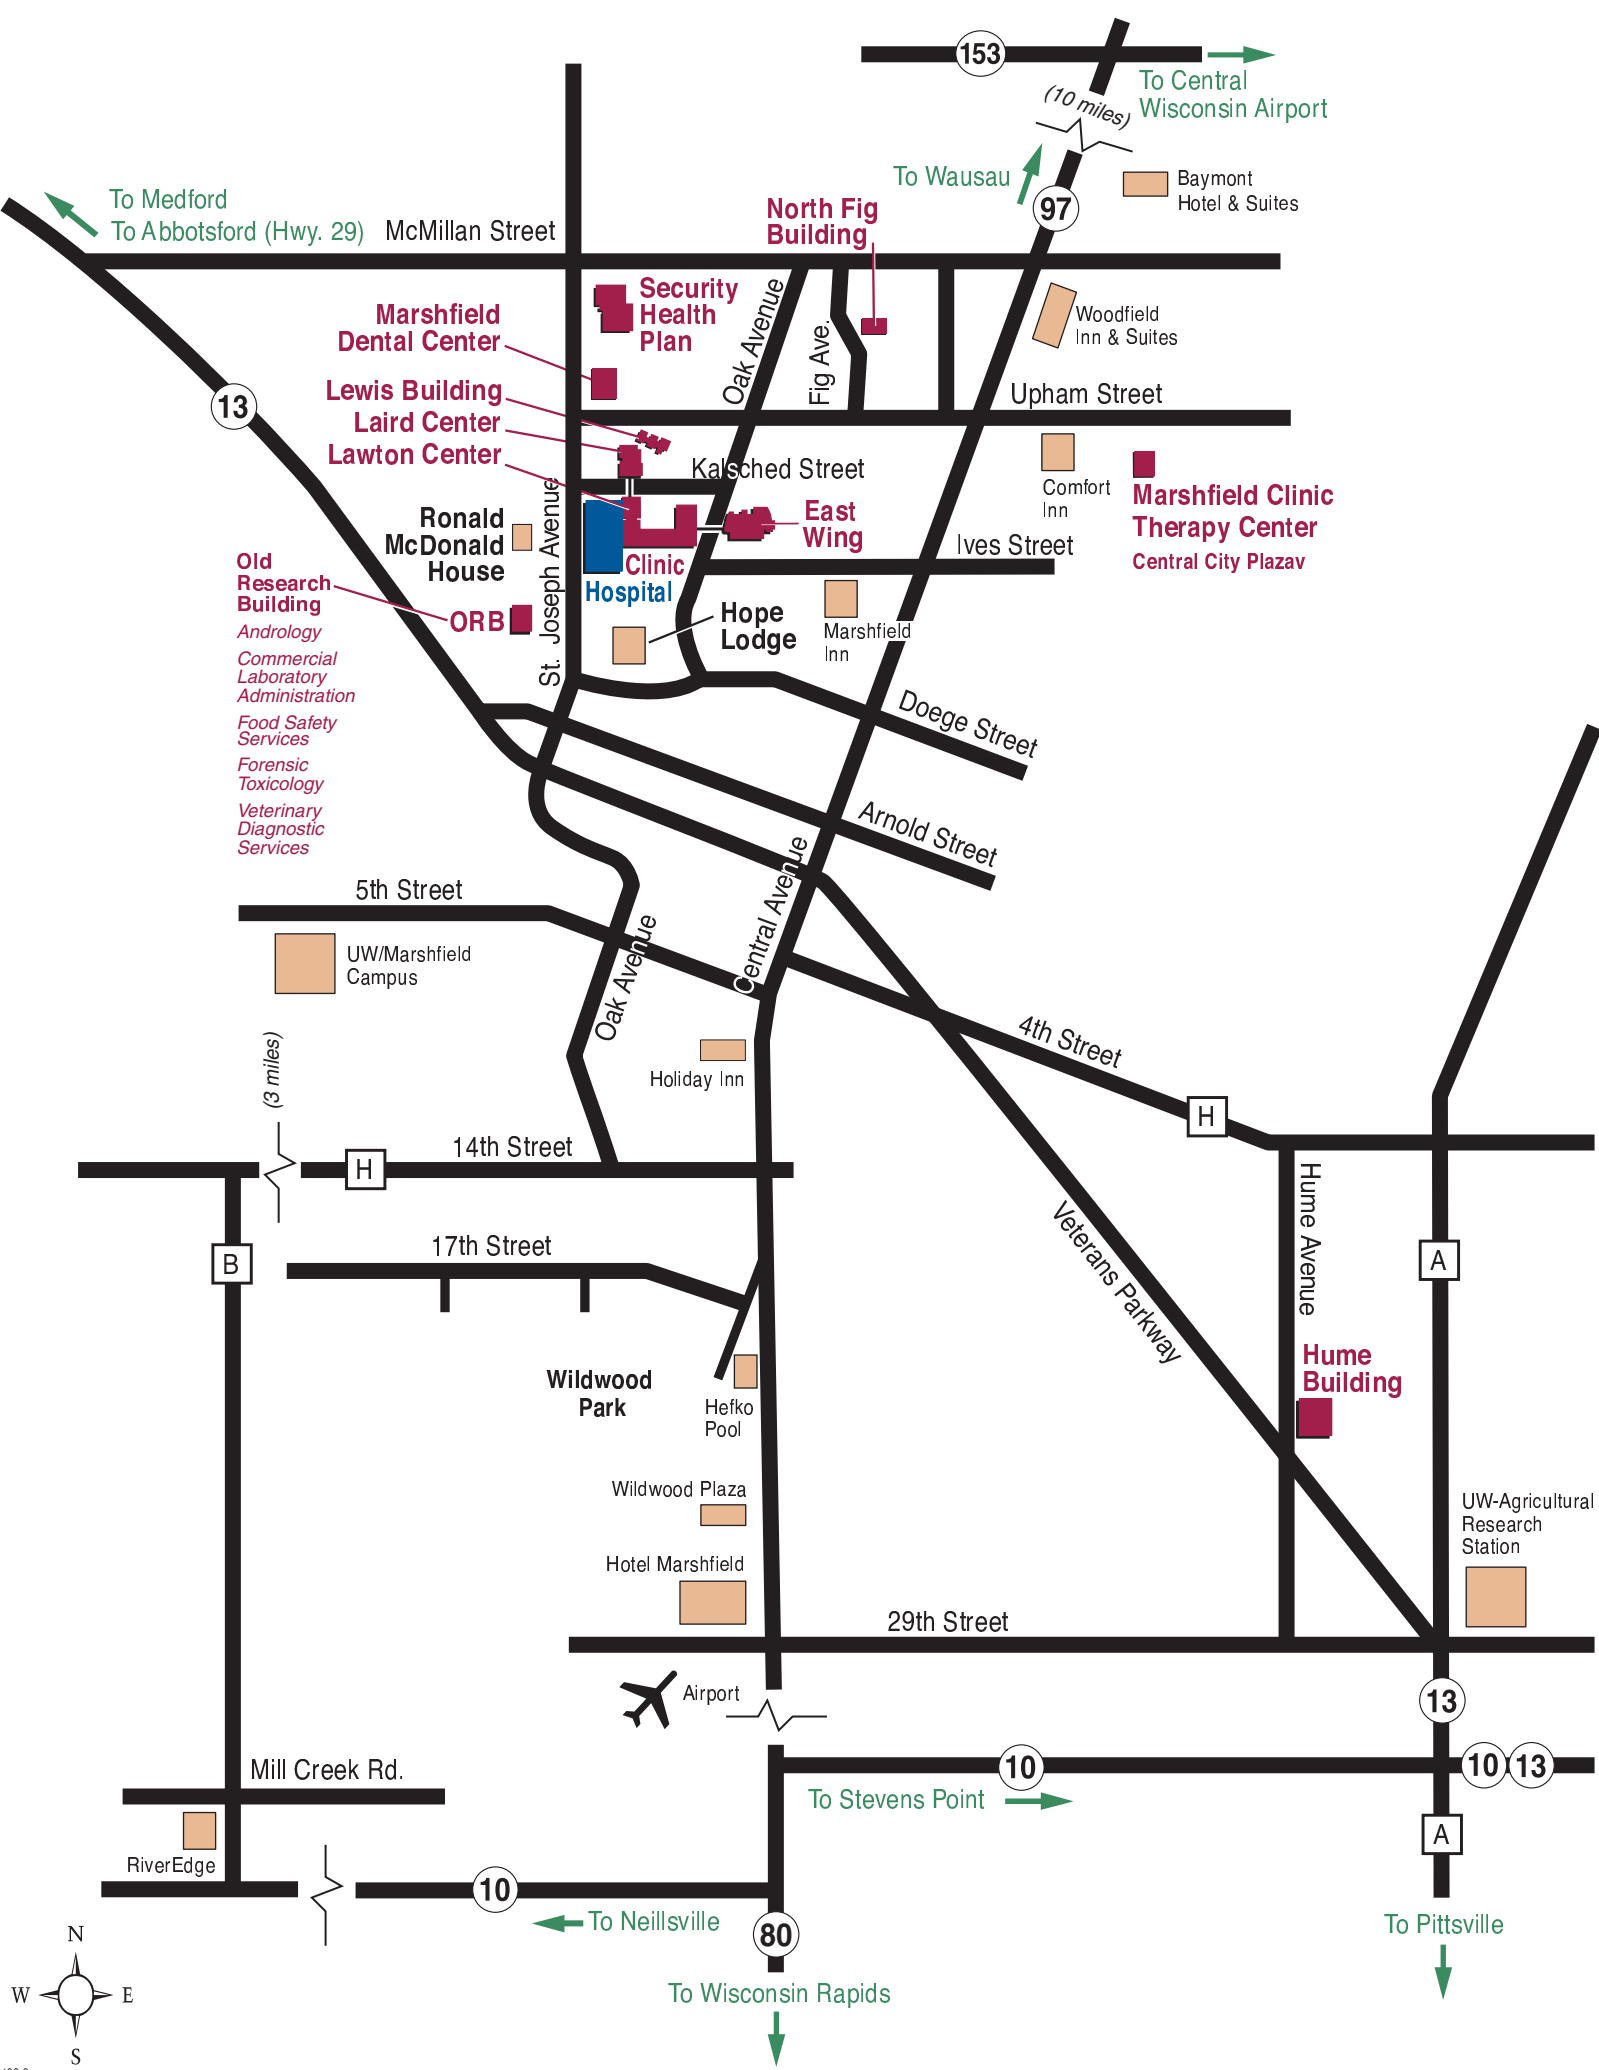 153
To Central
Wisconsin Airport
(10 miles)
To Wausau
97
Baymont
Hotel & Suites
To Medford
To Abbotsford (Hwy. 29)
McMillan Street
North Fig
Building
Security
Health
Plan
Marshfield
Dental Center
Oak Avenue
Fig Ave.
Woodfield
Inn & Suites
13
Lewis Building
Laird Center
Lawton Center
Upham Street
Kalsched Street
Comfort
Inn
Marshfield Clinic
Therapy Center
Central City Plazav
Ronald
McDonald
House
St. Joseph Avenue
East
Wing
Clinic
Hospital
Ives Street
Old
Research
Building
Andrology
Commercial
Laboratory
Administration
Food Safety
Services
Forensic
Toxicology
Veterinary
Diagnostic
Services
ORB
Hope
Lodge
Marshfield
Inn
Doege Street
Arnold Street
Central Avenue
5th Street
UW/Marshfield
Campus
Oak Avenue
4th Street
(3 miles)
Holiday Inn
H
14th Street
H
Hume Avenue
Veterans Parkway
B
17th Street
A
Wildwood
Park
Hefko
Pool
Hume
Building
Wildwood Plaza
Hotel Marshfield
UW-Agricultural
Research
Station
29th Street
Airport
13
Mill Creek Rd.
10
10
13
To Stevens Point
RiverEdge
A
10
To Neillsville
80
To Pittsville
To Wisconsin Rapids
N
W
E
S